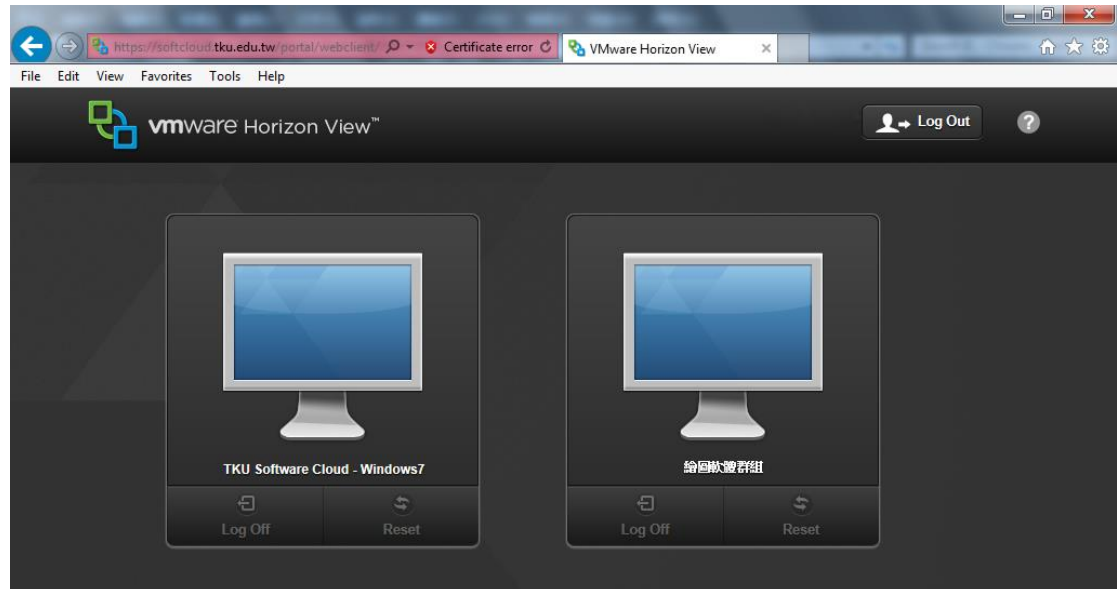 https://softcloud.tku.edu.tw/portal/webclient/ Certificate error VMware Horizon View
File Edit View Favorites Tools Help
vmware Horizon View™ Log Out ?
TKU Software Cloud - Windows7 繪圖軟體群組
Log Off Reset Log Off Reset